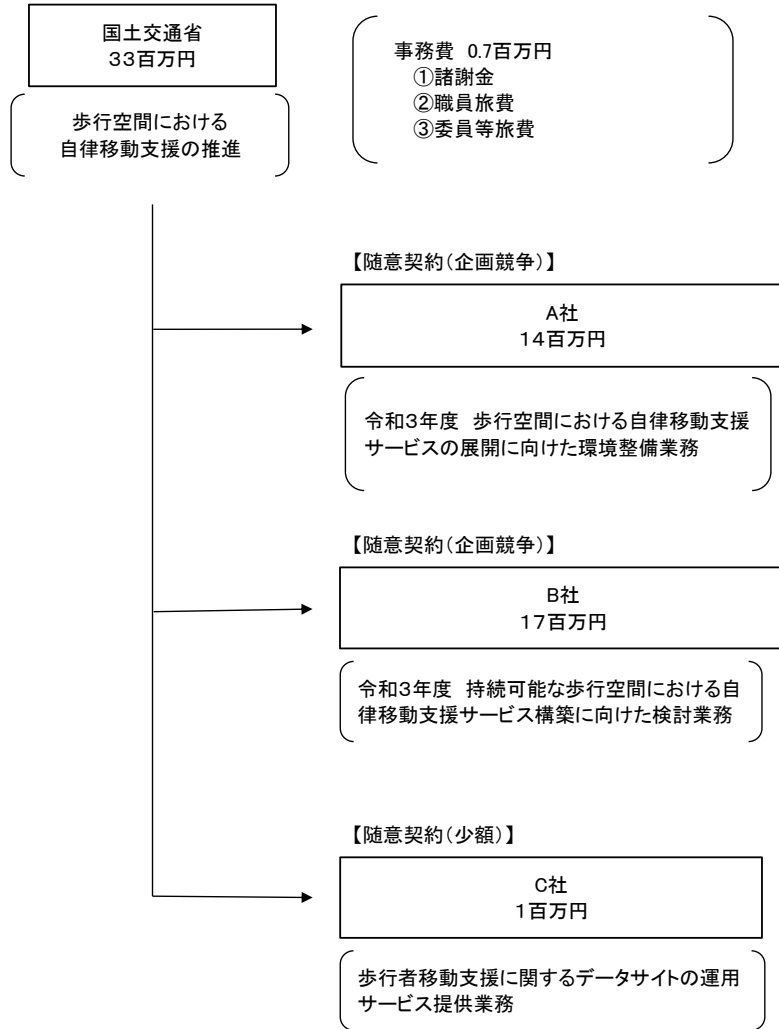 国土交通省
33百万円
歩行空間における
自律移動支援の推進
事務費 0.7百万円
①諸謝金
②職員旅費
③委員等旅費
【随意契約(企画競争)】
A社
14百万円
令和3年度 歩行空間における自律移動支援
サービスの展開に向けた環境整備業務
【随意契約(企画競争)】
B社
17百万円
令和3年度 持続可能な歩行空間における自
律移動支援サービス構築に向けた検討業務
【随意契約(少額)】
C社
1百万円
歩行者移動支援に関するデータサイトの運用
サービス提供業務